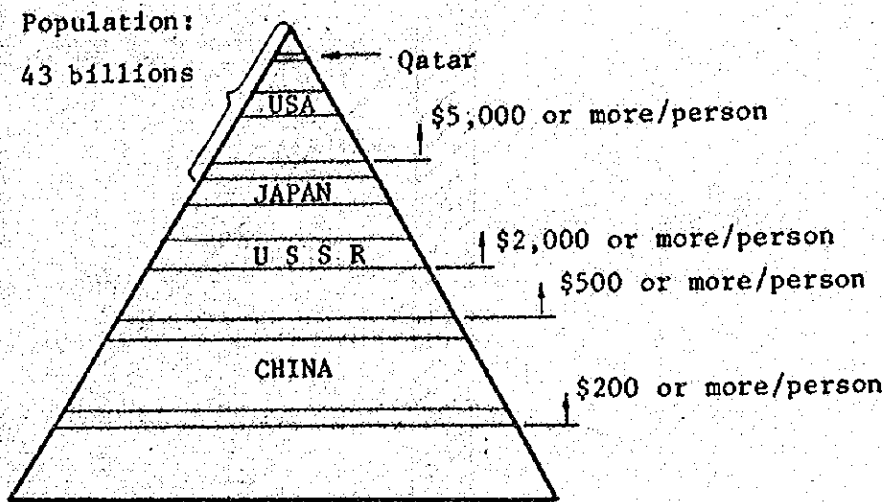 Population:
43 billions
Qatar
USA
$5,000 or more/person
JAPAN
$2,000 or more/person
U S S R
$500 or more/person
CHINA
$200 or more/person